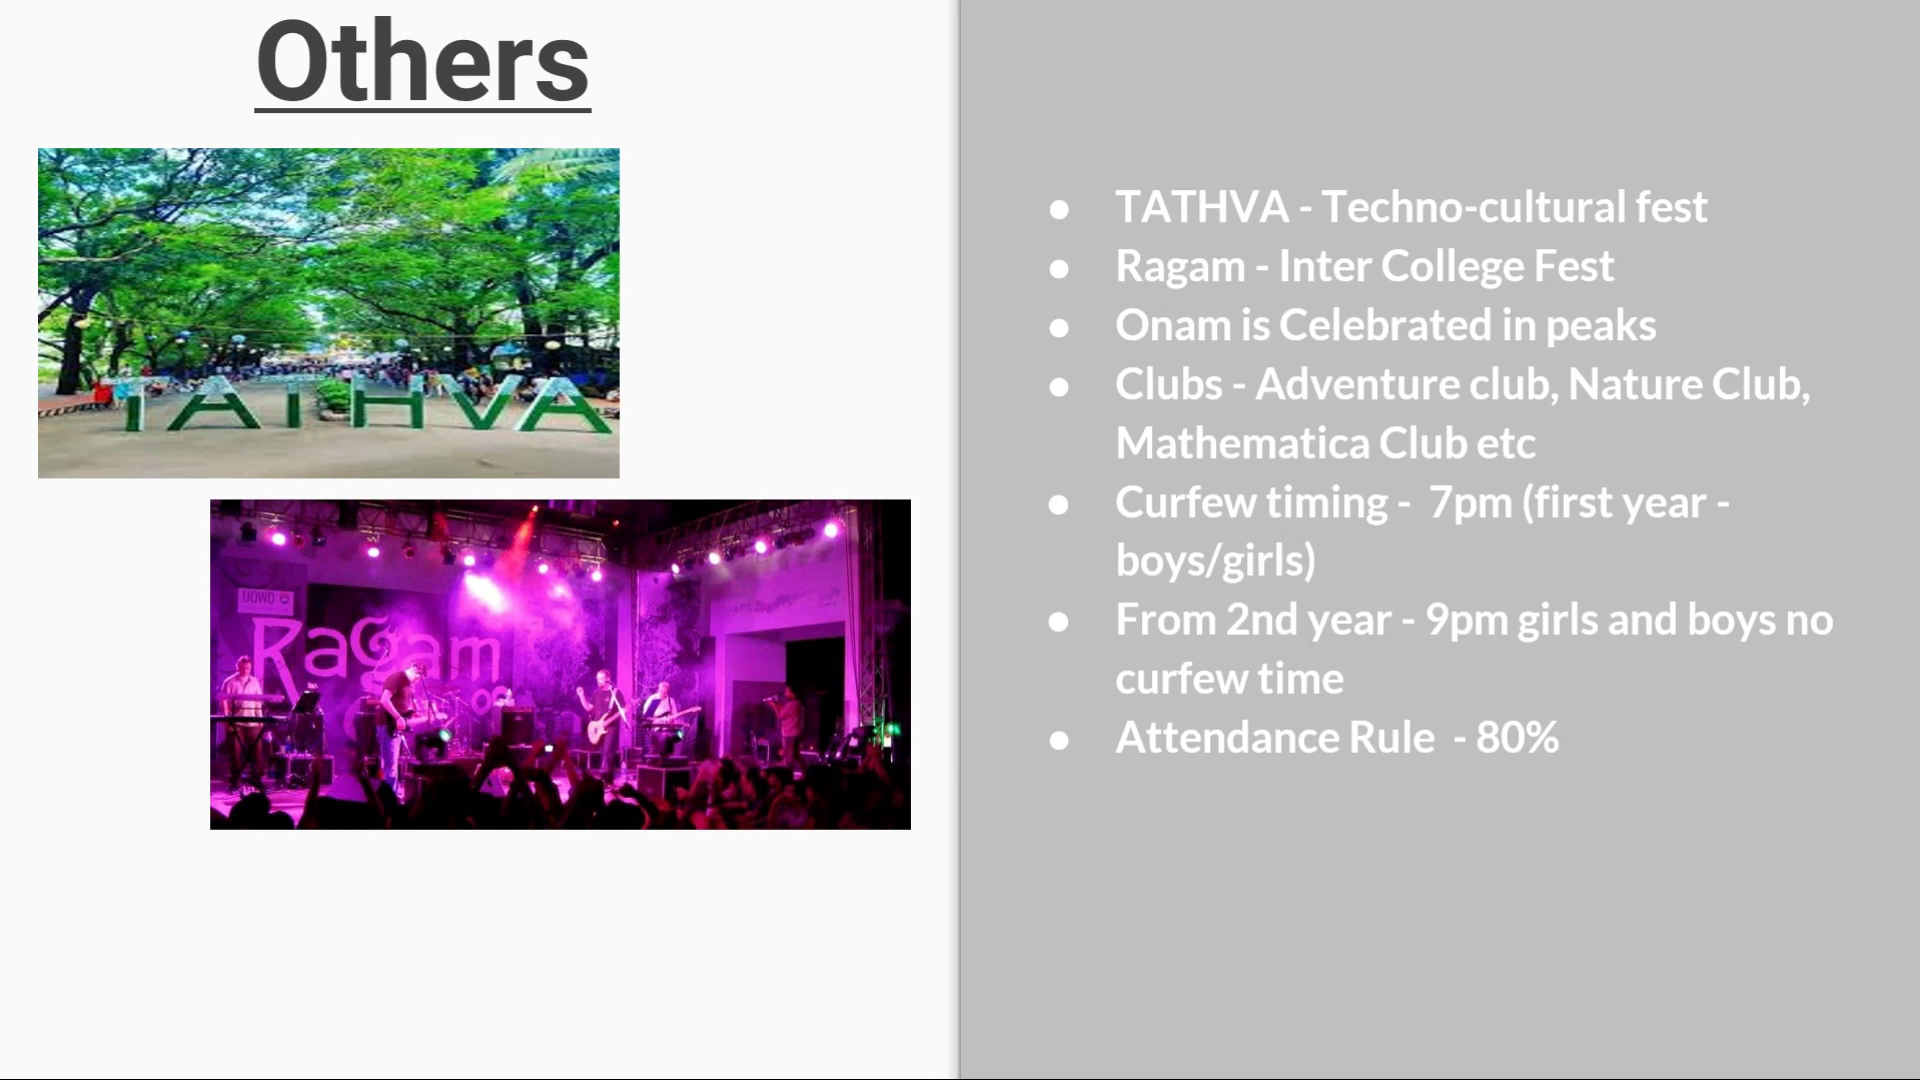 Others
TATHVA
UOWD
Ragam
TATHVA - Techno-cultural fest
Ragam - Inter College Fest
Onam is Celebrated in peaks
Clubs - Adventure club, Nature Club,
Mathematica Club etc
Curfew timing -  7pm (first year -
boys/girls)
From 2nd year - 9pm girls and boys no
curfew time
Attendance Rule  - 80%